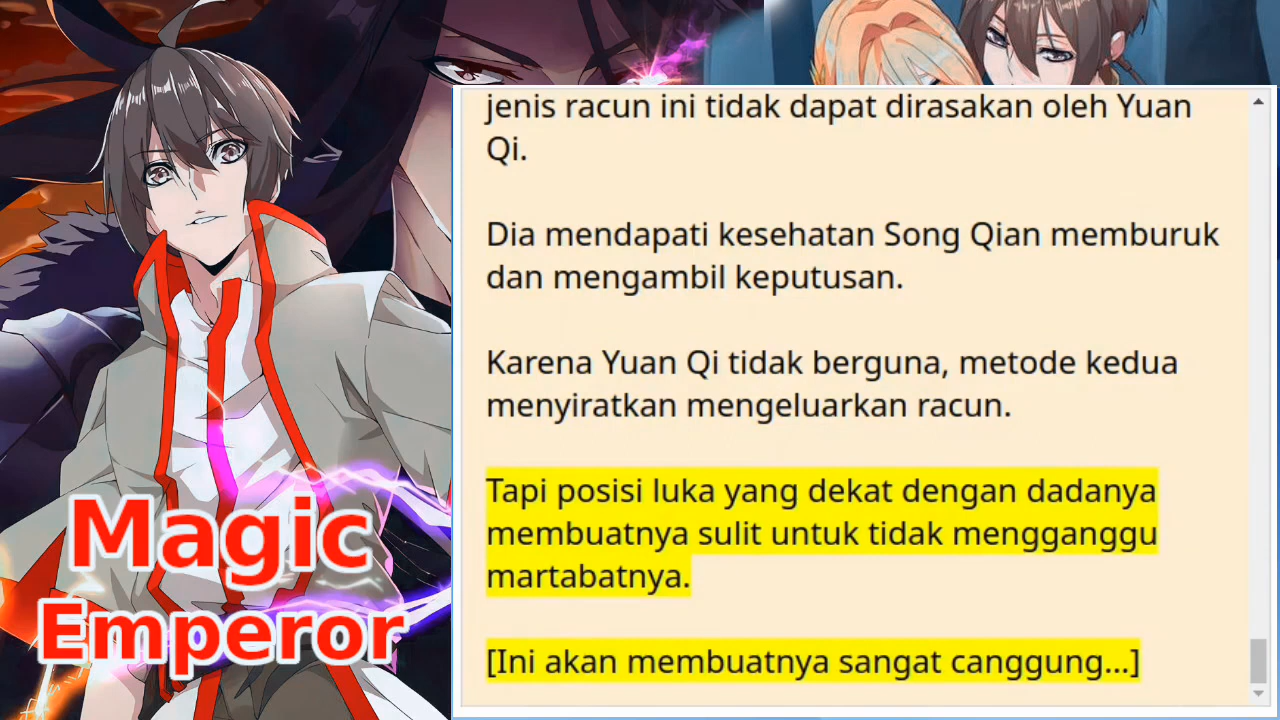 jenis racun ini tidak dapat dirasakan oleh Yuan
Qi.
Dia mendapati kesehatan Song Qian memburuk
dan mengambil keputusan.
Karena Yuan Qi tidak berguna, metode kedua
menyiratkan mengeluarkan racun.
Tapi posisi luka yang dekat dengan dadanya
membuatnya sulit untuk tidak mengganggu
martabatnya.
[Ini akan membuatnya sangat canggung...]
Magic
Emperor